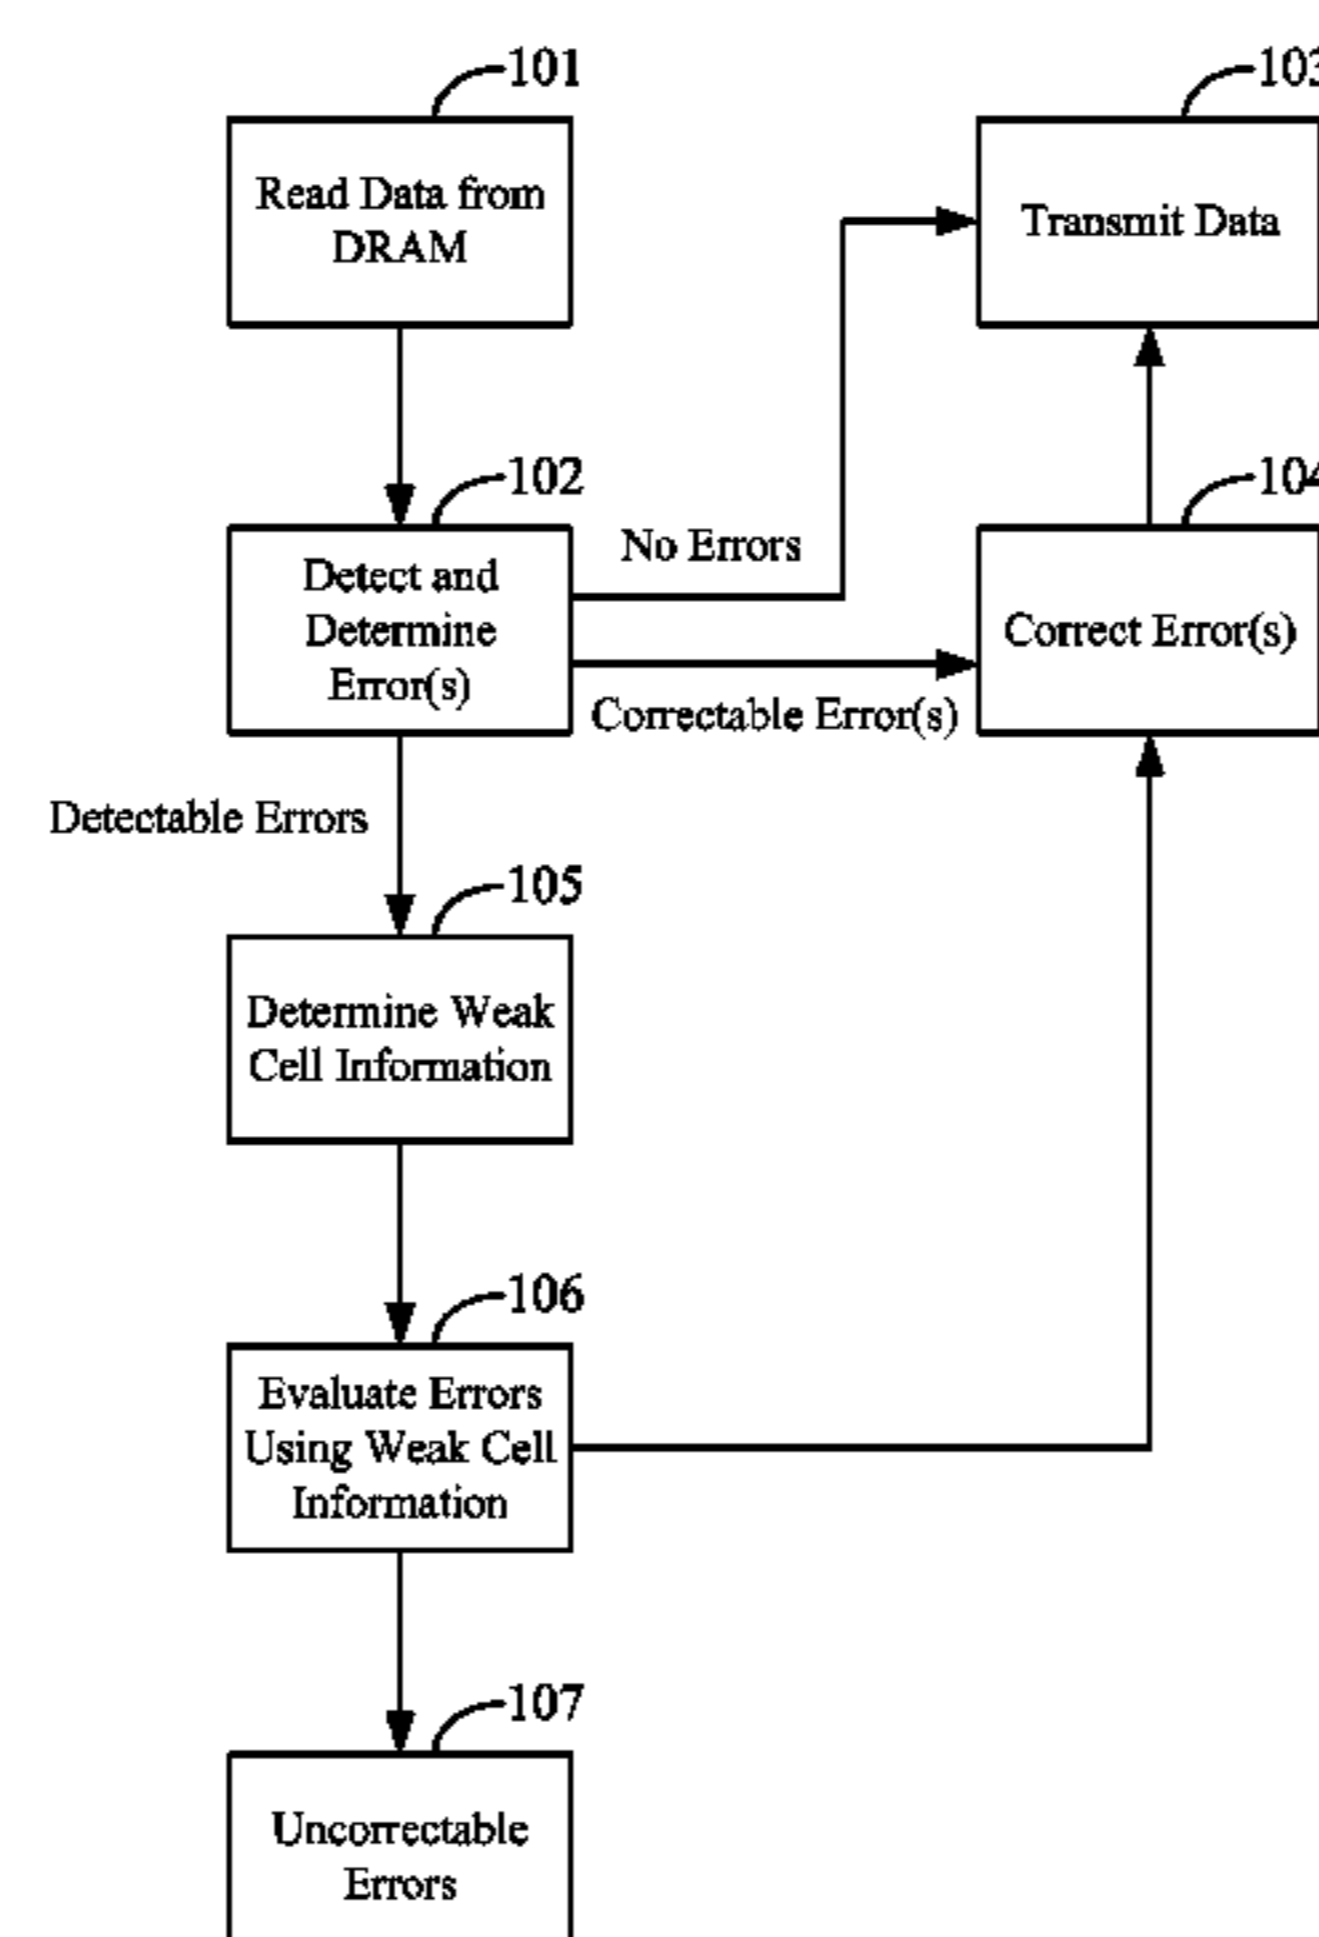 101
Read Data from
DRAM
103
Transmit Data
102
Detect and
Determine
Error(s)
No Errors
Correctable Error(s)
104
Correct Error(s)
Detectable Errors
105
Determine Weak
Cell Information
106
Evaluate Errors
Using Weak Cell
Information
107
Uncorrectable
Errors